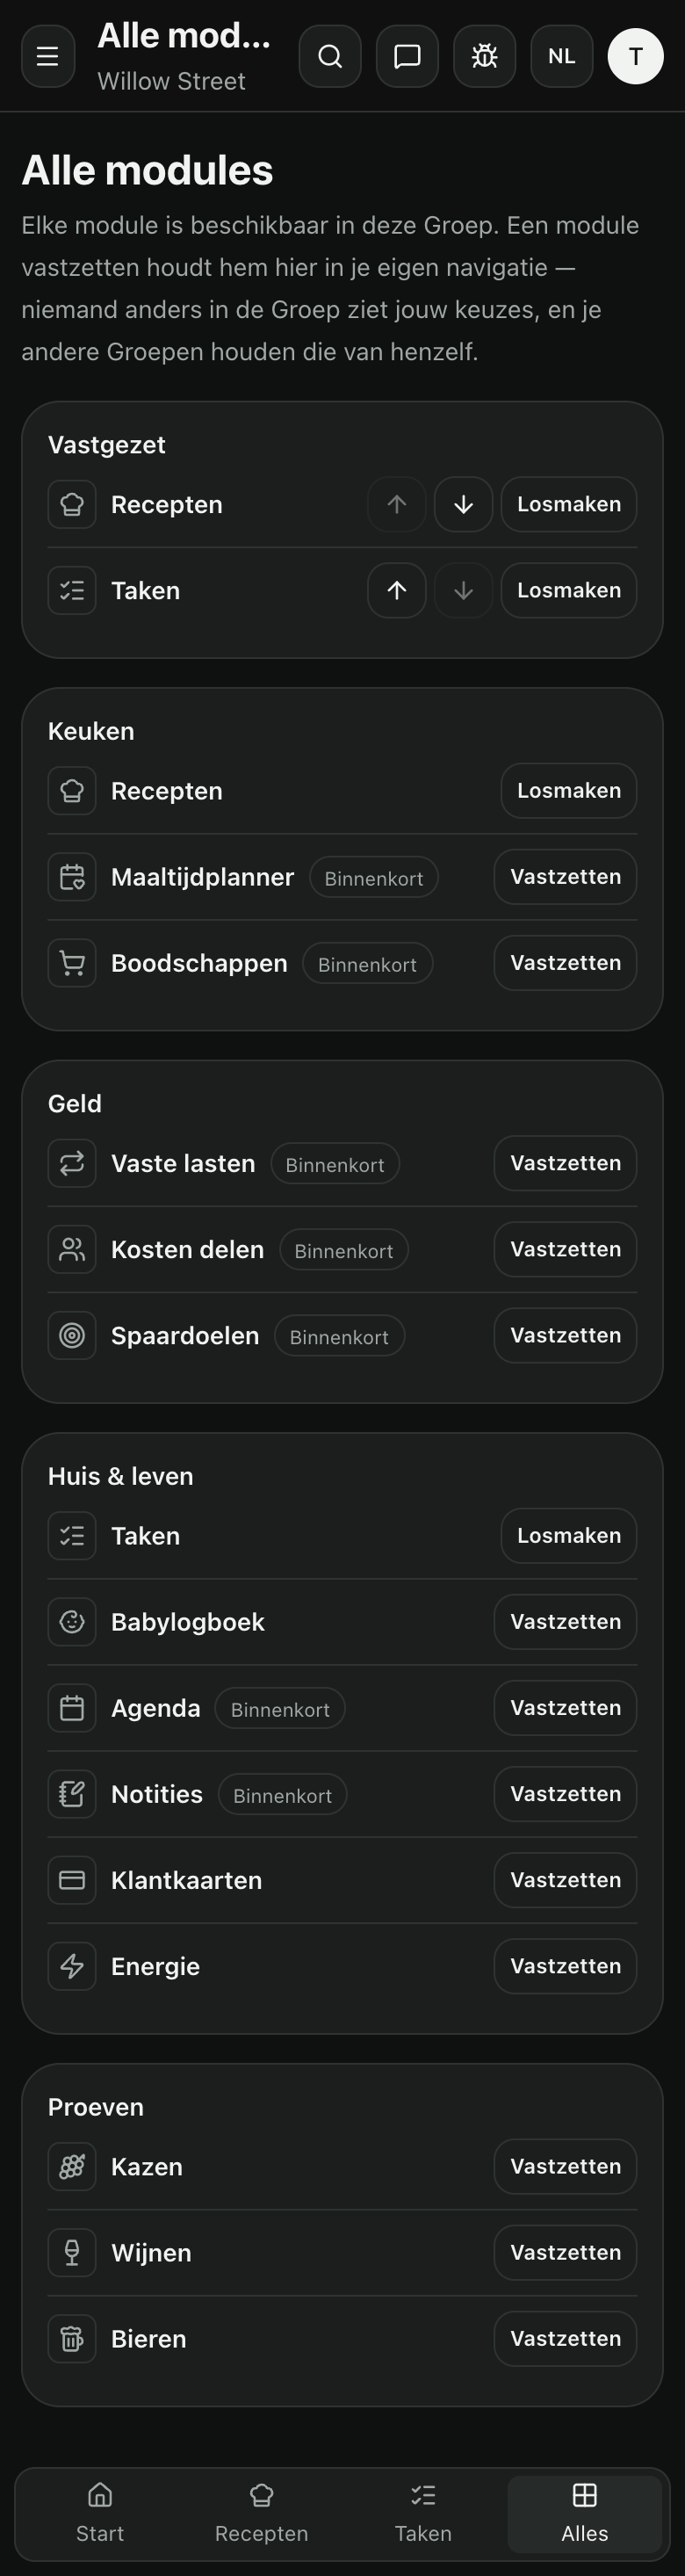 Alle mod...
Willow Street
NL
T
Alle modules
Elke module is beschikbaar in deze Groep. Een module
vastzetten houdt hem hier in je eigen navigatie —
niemand anders in de Groep ziet jouw keuzes, en je
andere Groepen houden die van henzelf.
Vastgezet
Recepten Losmaken
Taken Losmaken
Keuken
Recepten Losmaken
Maaltijdplanner Binnenkort Vastzetten
Boodschappen Binnenkort Vastzetten
Geld
Vaste lasten Binnenkort Vastzetten
Kosten delen Binnenkort Vastzetten
Spaardoelen Binnenkort Vastzetten
Huis & leven
Taken Losmaken
Babylogboek Vastzetten
Agenda Binnenkort Vastzetten
Notities Binnenkort Vastzetten
Klantkaarten Vastzetten
Energie Vastzetten
Proeven
Kazen Vastzetten
Wijnen Vastzetten
Bieren Vastzetten
Start Recepten Taken Alles